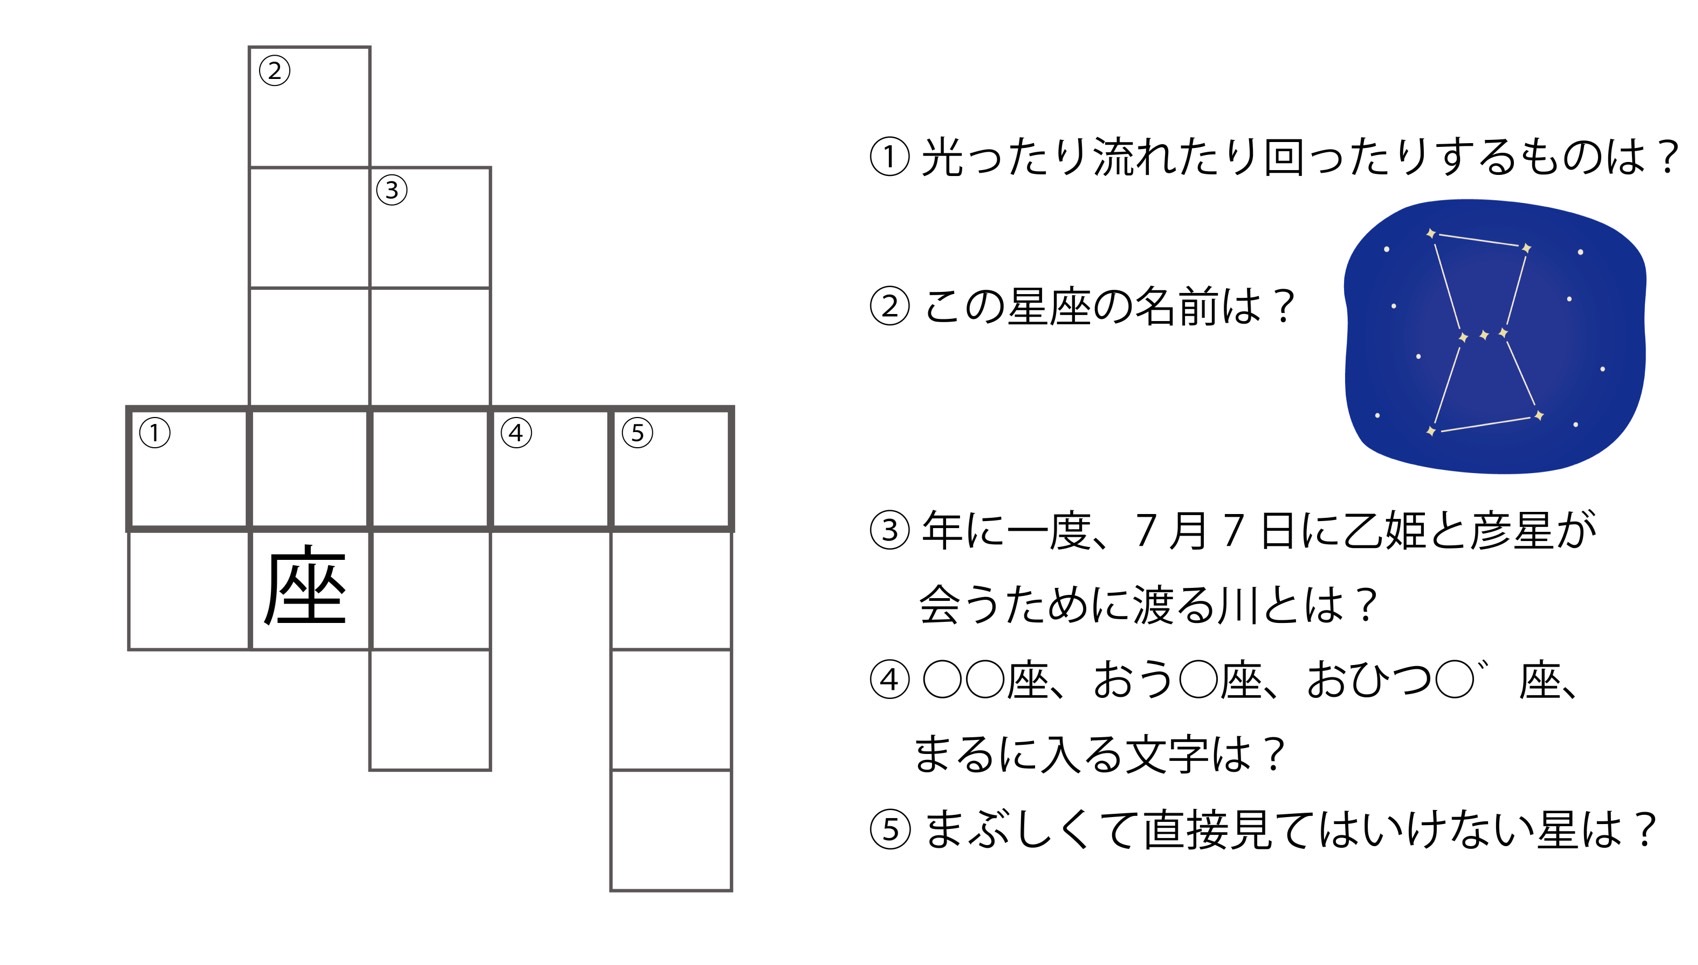 ②
③
① ④ ⑤
座
① 光ったり流れたり回ったりするものは？
② この星座の名前は？
③ 年に一度、７月７日に乙姫と彦星が
会うために渡る川とは？
④ ○○座、おう○座、おひつ○゛座、
まるに入る文字は？
⑤ まぶしくて直接見てはいけない星は？